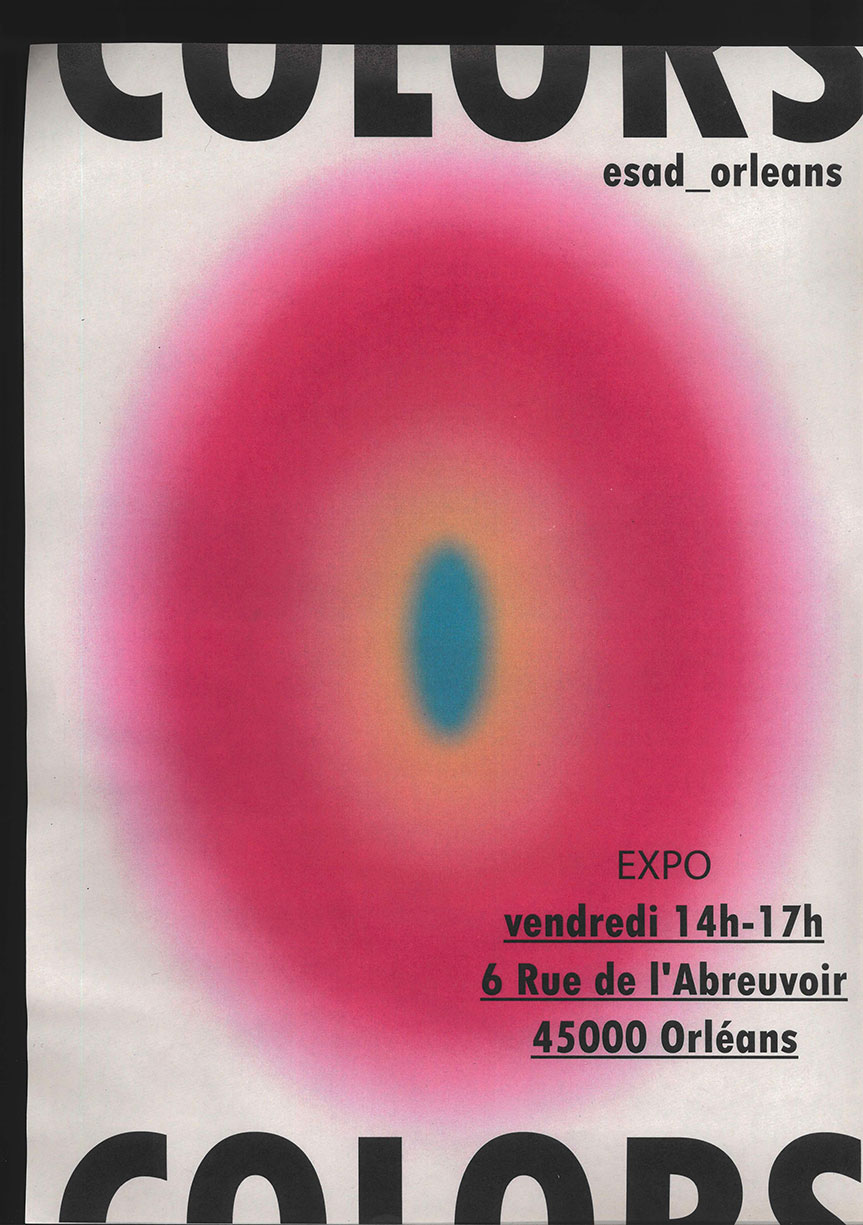 COLORS
esad_orleans
EXPO
vendredi 14h-17h
6 Rue de l'Abreuvoir
45000 Orléans
COLORS